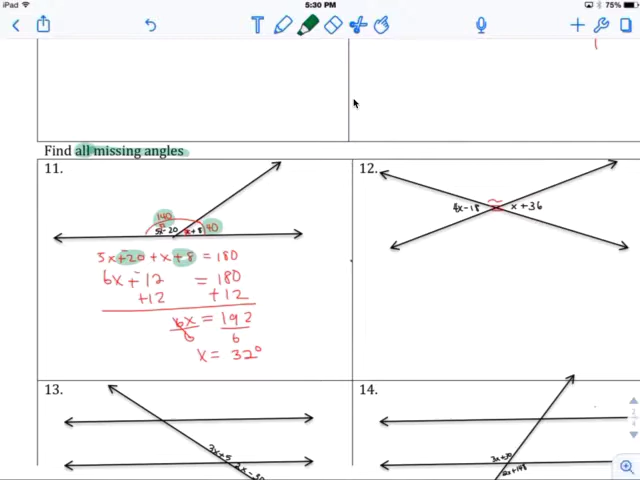 iPad
5:30 PM
75%
T
Find all missing angles
11.
140
5x-20
x+8
40
5x+-20 + x+8 = 180
6x+-12 = 180
+12 +12
6x = 192
6 6
x = 32°
12.
4x-18
x+36
13.
3x+5
14.